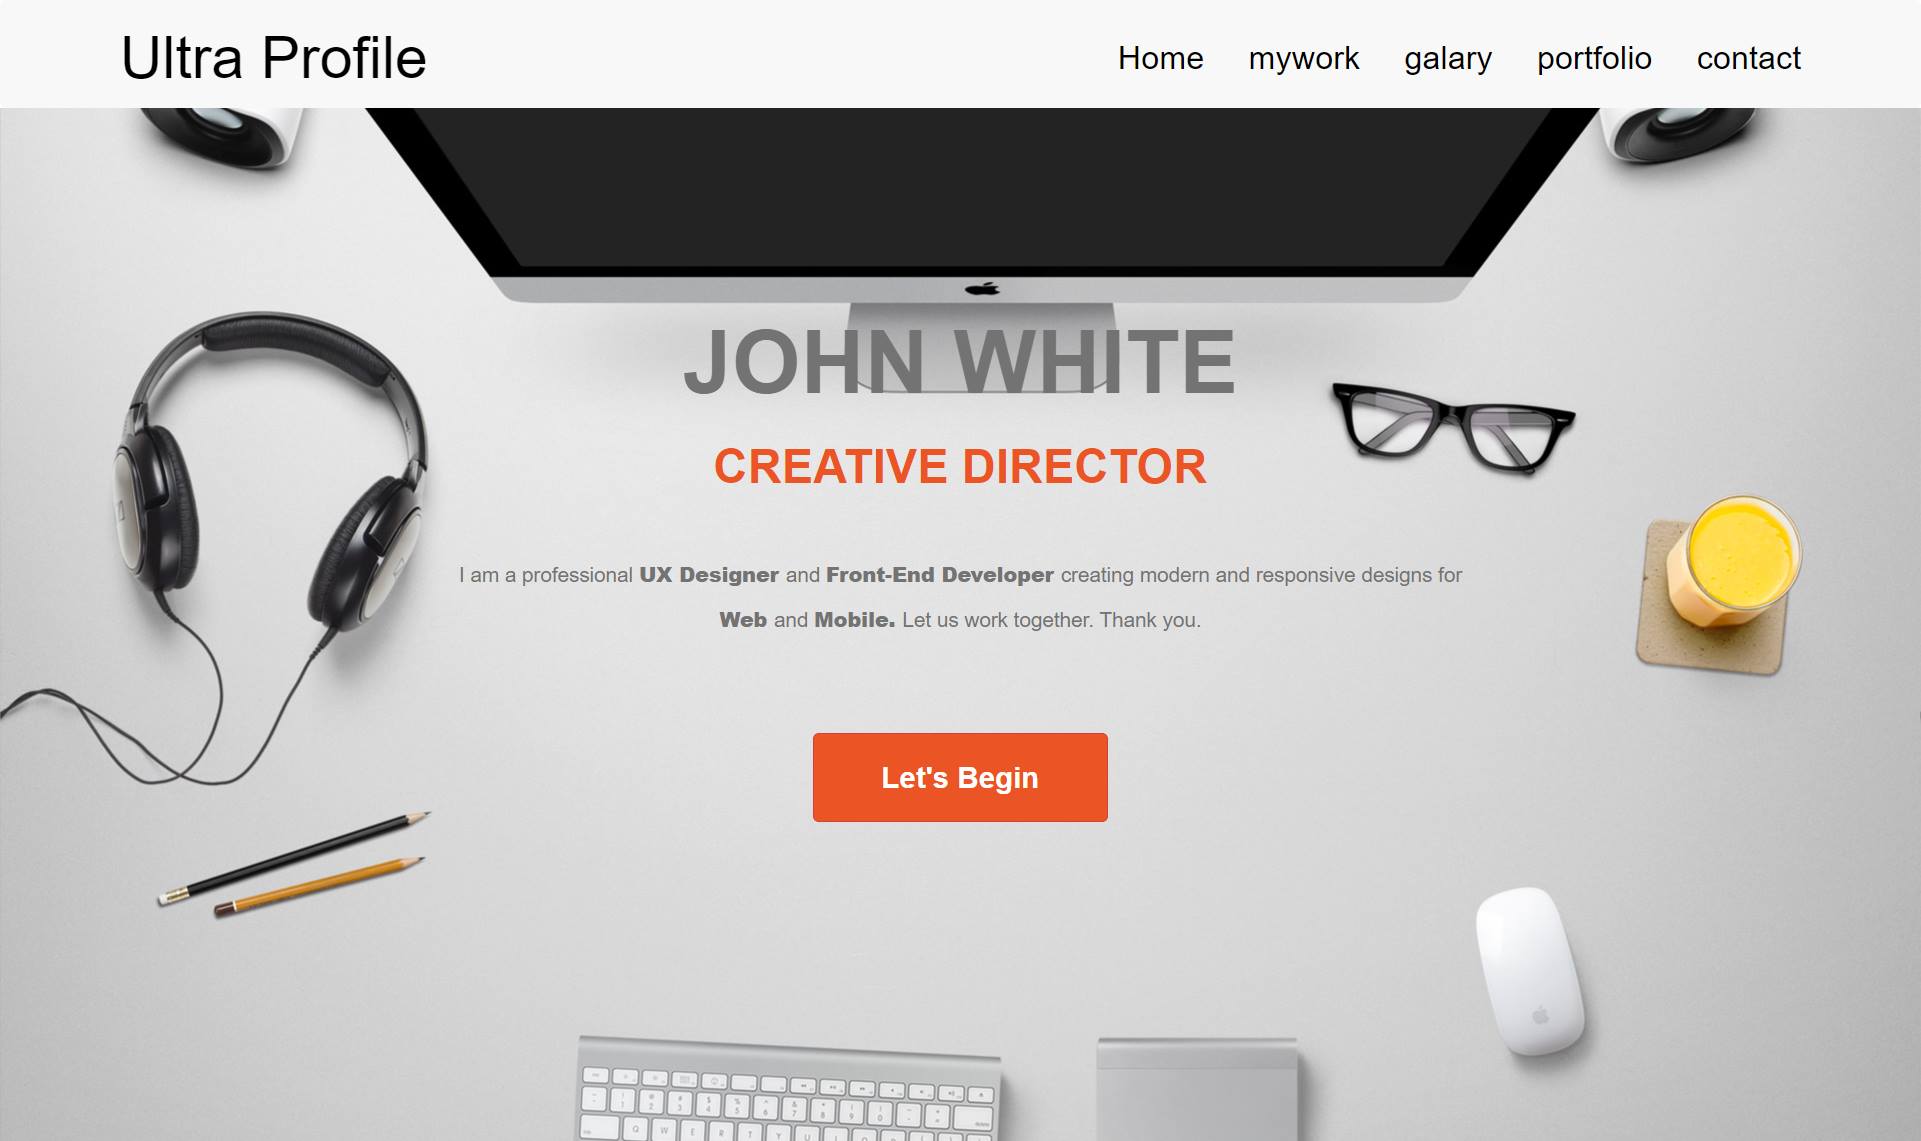 Ultra Profile
Home mywork galary portfolio contact
JOHN WHITE
CREATIVE DIRECTOR
I am a professional UX Designer and Front-End Developer creating modern and responsive designs for
Web and Mobile. Let us work together. Thank you.
Let's Begin
Q W E R T Y U I